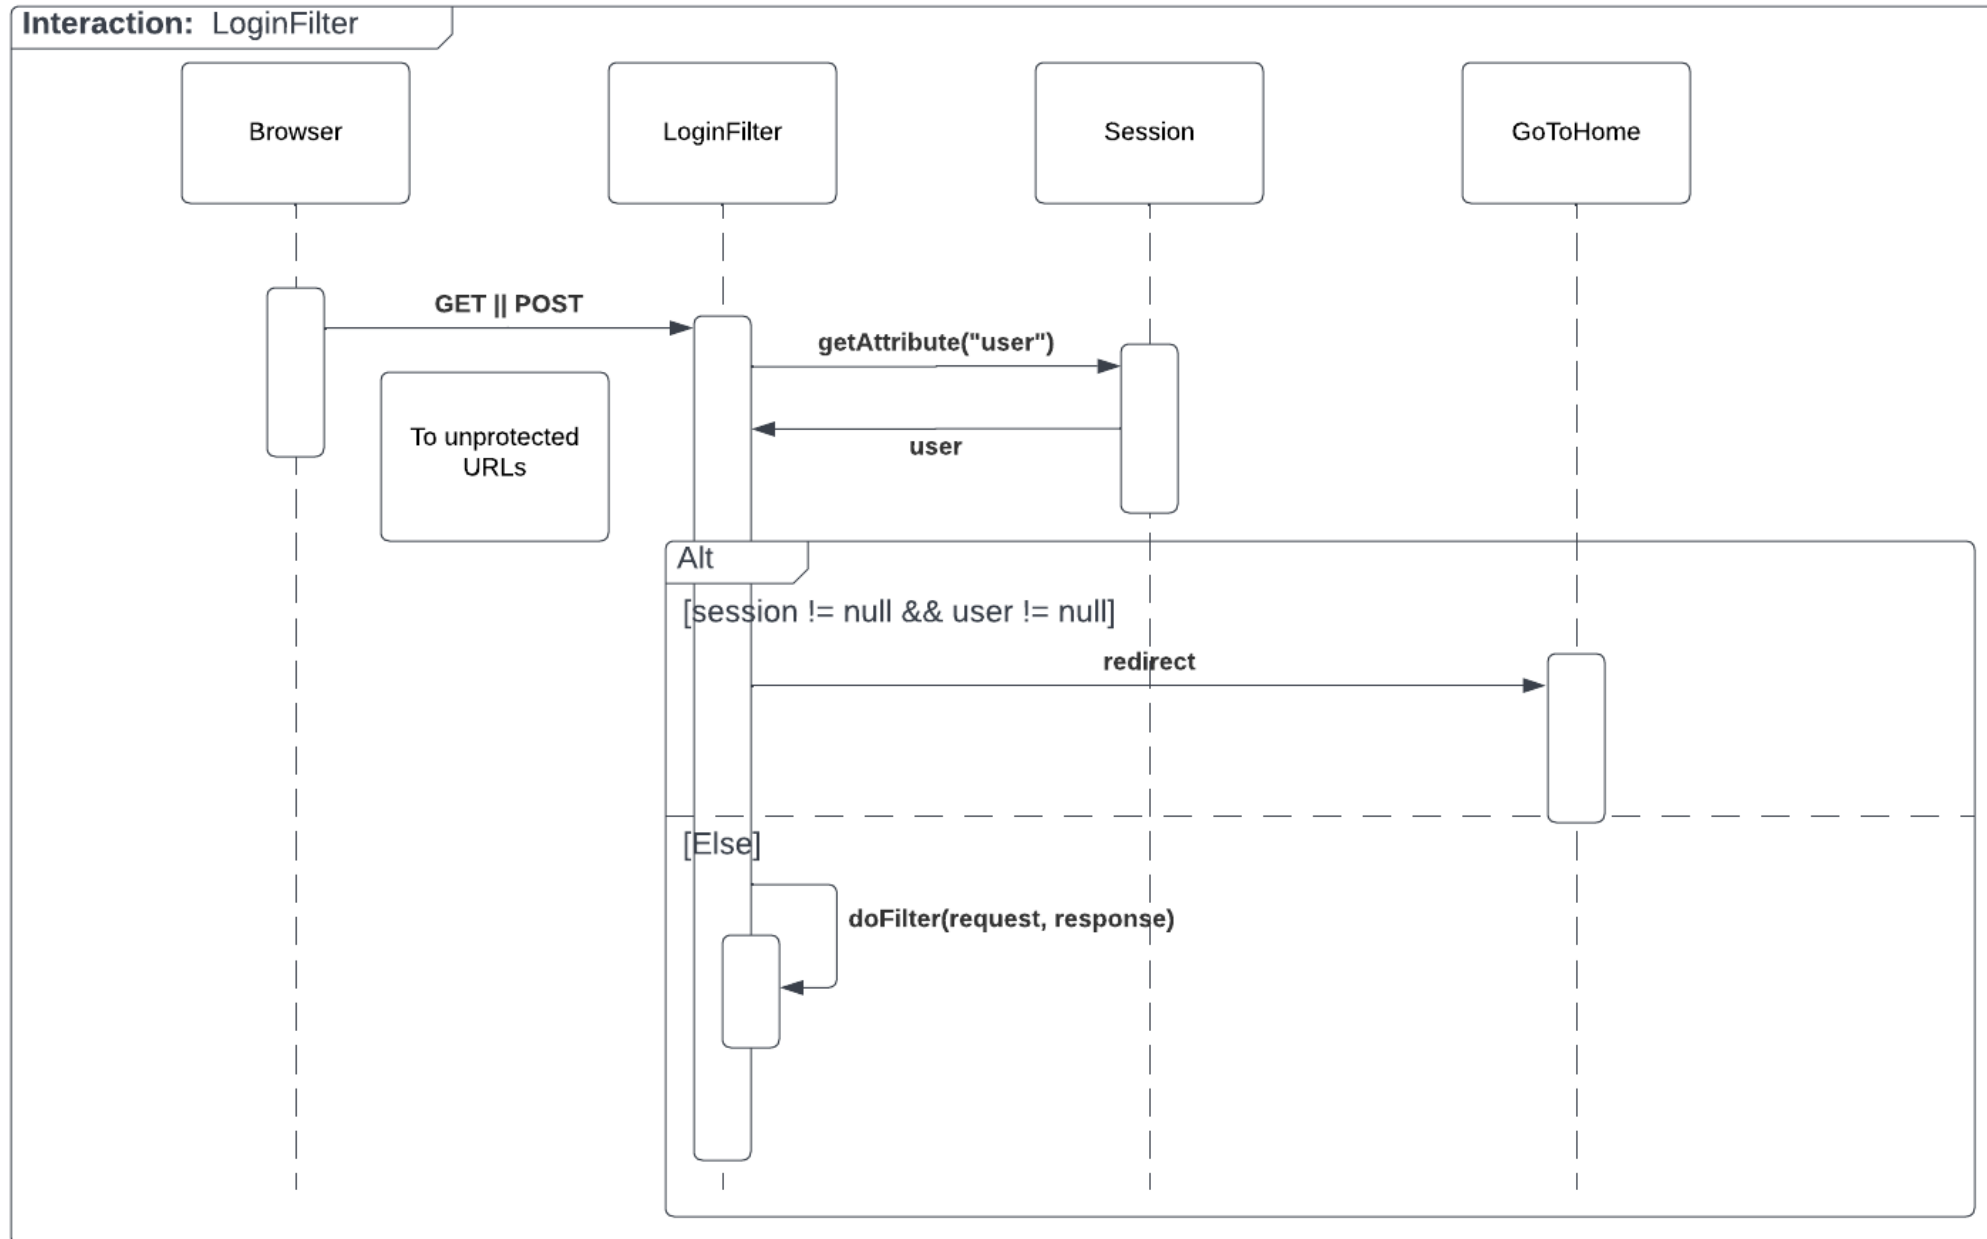 Interaction: LoginFilter
Browser
LoginFilter
Session
GoToHome
GET || POST
getAttribute("user")
To unprotected
URLs
user
Alt
[session != null && user != null]
redirect
[Else]
doFilter(request, response)